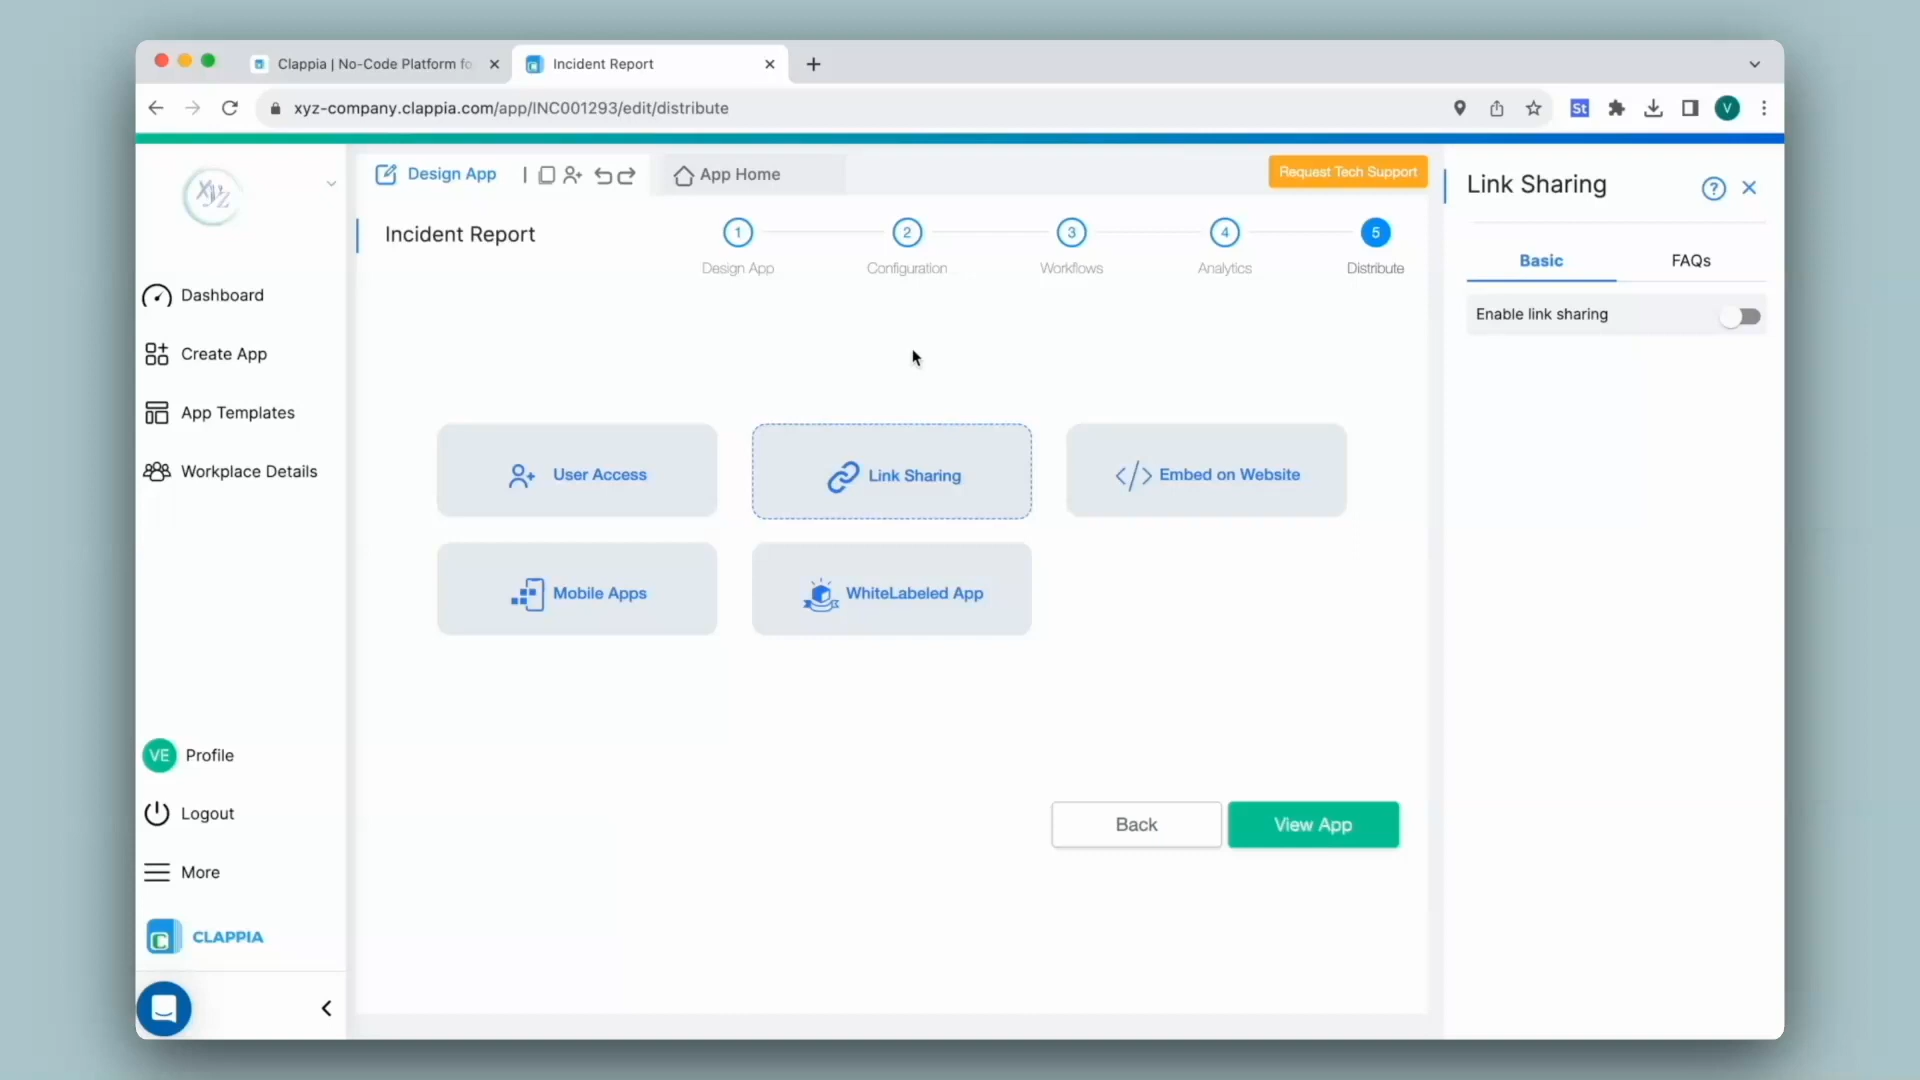 Clappia | No-Code Platform fo
Incident Report
xyz-company.clappia.com/app/INC001293/edit/distribute
St
V
XYZ
Design App
App Home
Request Tech Support
Link Sharing
Incident Report
1
2
3
4
5
Design App
Configuration
Workflows
Analytics
Distribute
Basic
FAQs
Enable link sharing
Dashboard
Create App
App Templates
Workplace Details
User Access
Link Sharing
Embed on Website
Mobile Apps
WhiteLabeled App
VE
Profile
Back
View App
Logout
More
CLAPPIA